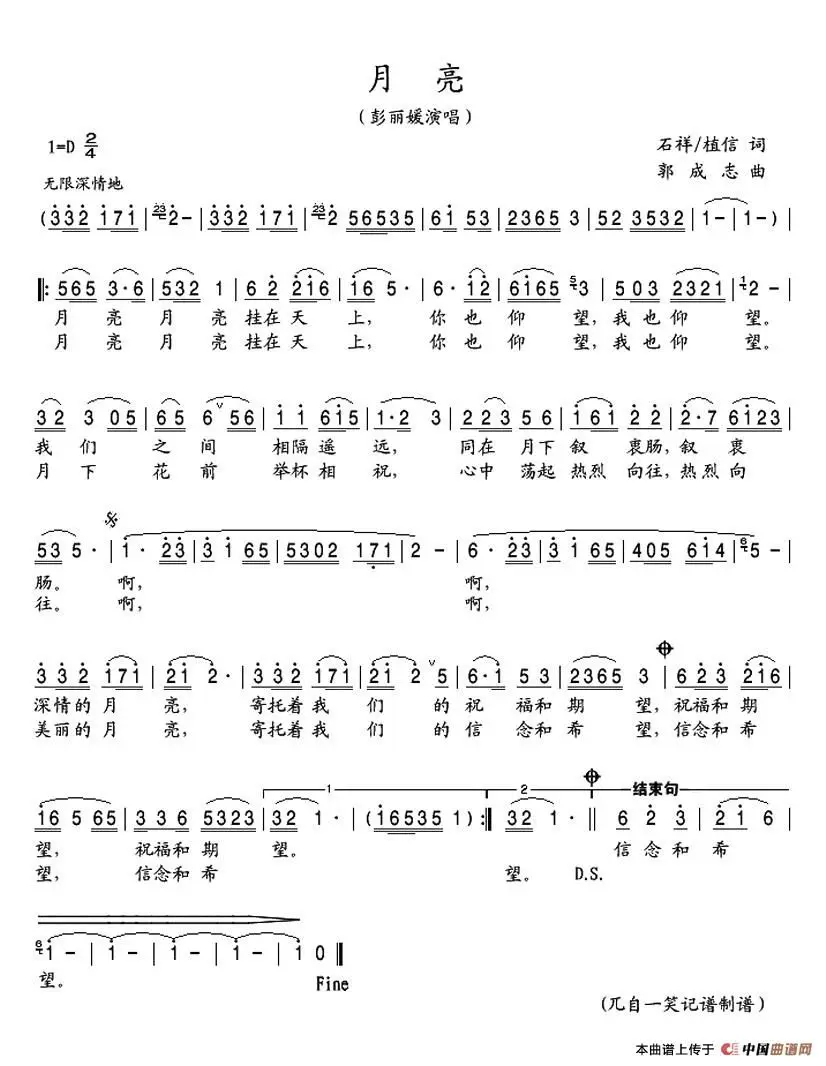 月 亮
(彭丽媛演唱)
1=D 2/4
石祥/植信 词
郭 成 志 曲
无限深情地
(332 171|232-|332 171|232 56535|61 53|2365 3|52 3532|1-|1-)|
‖:565 3·6|532 1|62 216|16 5·|6·12|6165 53|503 2321|12-|
月 亮 月 亮 挂在天 上, 你 也 仰 望,我也仰 望。
月 亮 月 亮 挂在天 上, 你 也 仰 望,我也仰 望。
32 3 05|65 6 ∨56|11 615|1·2 3|223 56|161 22|2·7 6123|
我 们 之 间 相隔遥 远, 同在 月下 叙 衷肠,叙 衷
月 下 花 前 举杯相 祝, 心中 荡起 热烈 向往,热烈 向
535·|1·23|3 1 65|5302 171|2-|6·23|3 1 65|405 614|65-|
肠。 啊, 啊,
往。 啊, 啊,
332 171|21 2·|332 171|21 2 ∨5|6·1 53|2365 3|623 216|
深情的月 亮, 寄托着我 们 的 祝 福和期 望,祝福和期
美丽的月 亮, 寄托着我 们 的 信 念和希 望,信念和希
1 2 结束句
16 5 65|336 5323|32 1·|(16535 1):‖32 1·‖6 2 3|21 6|
望, 祝福和期 望。 信念和希
望, 信念和希 望。 D.S.
61-|1-|1-|1-|1 0‖
望。 Fine
(兀自一笑记谱制谱)
本曲谱上传于 中国曲谱网